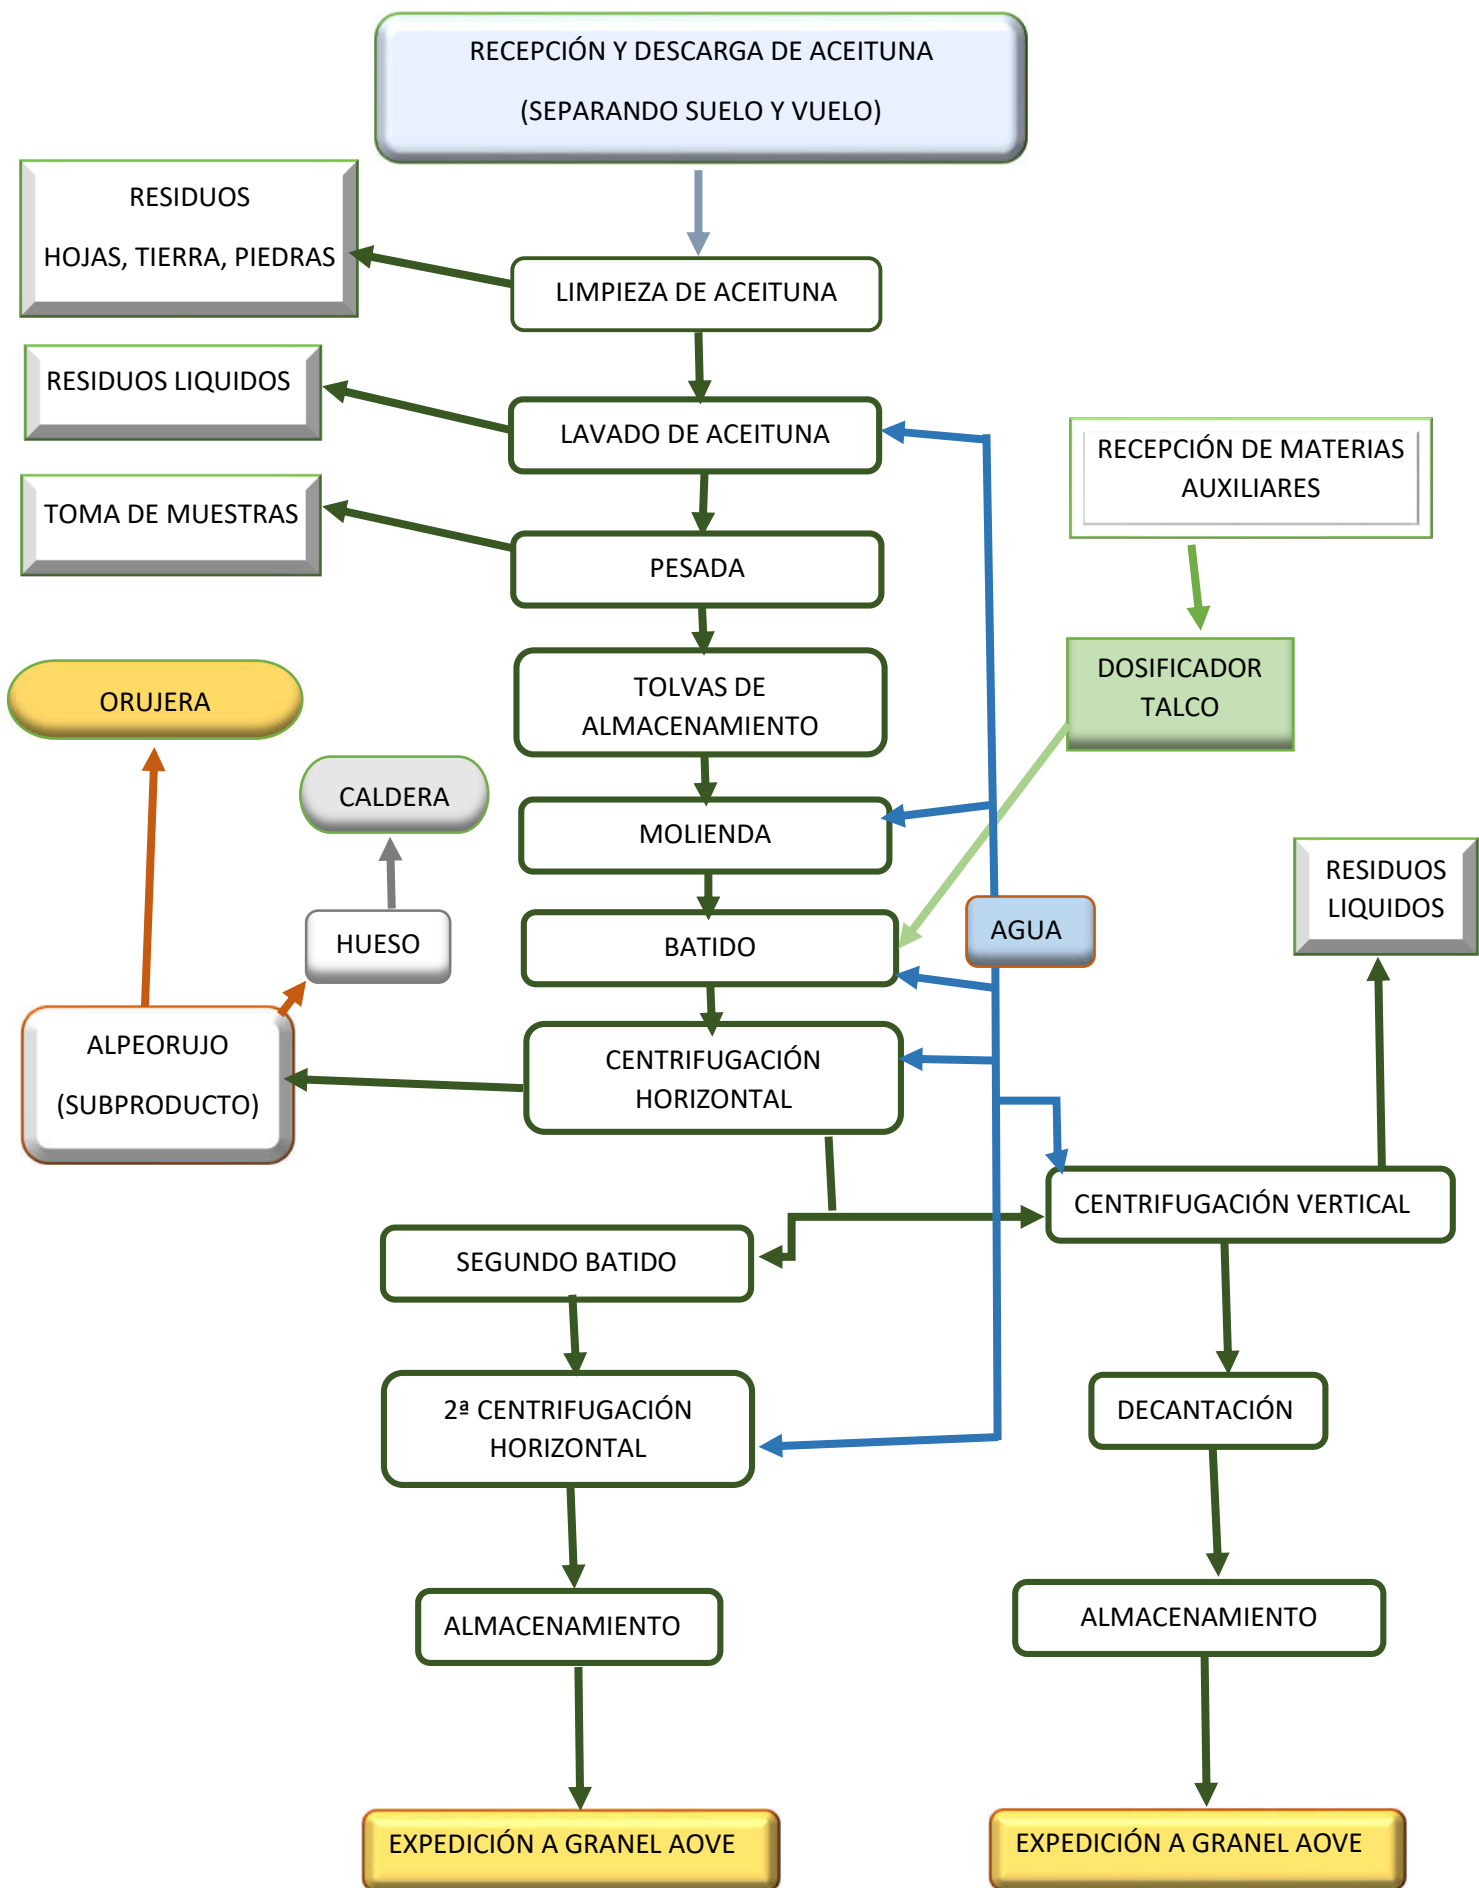 RECEPCIÓN Y DESCARGA DE ACEITUNA
(SEPARANDO SUELO Y VUELO)
RESIDUOS
HOJAS, TIERRA, PIEDRAS
LIMPIEZA DE ACEITUNA
RESIDUOS LIQUIDOS
LAVADO DE ACEITUNA
RECEPCIÓN DE MATERIAS
AUXILIARES
TOMA DE MUESTRAS
PESADA
TOLVAS DE
ALMACENAMIENTO
DOSIFICADOR
TALCO
ORUJERA
CALDERA
MOLIENDA
RESIDUOS
LIQUIDOS
HUESO
BATIDO
AGUA
ALPEORUJO
(SUBPRODUCTO)
CENTRIFUGACIÓN
HORIZONTAL
CENTRIFUGACIÓN VERTICAL
SEGUNDO BATIDO
2ª CENTRIFUGACIÓN
HORIZONTAL
DECANTACIÓN
ALMACENAMIENTO
ALMACENAMIENTO
EXPEDICIÓN A GRANEL AOVE
EXPEDICIÓN A GRANEL AOVE